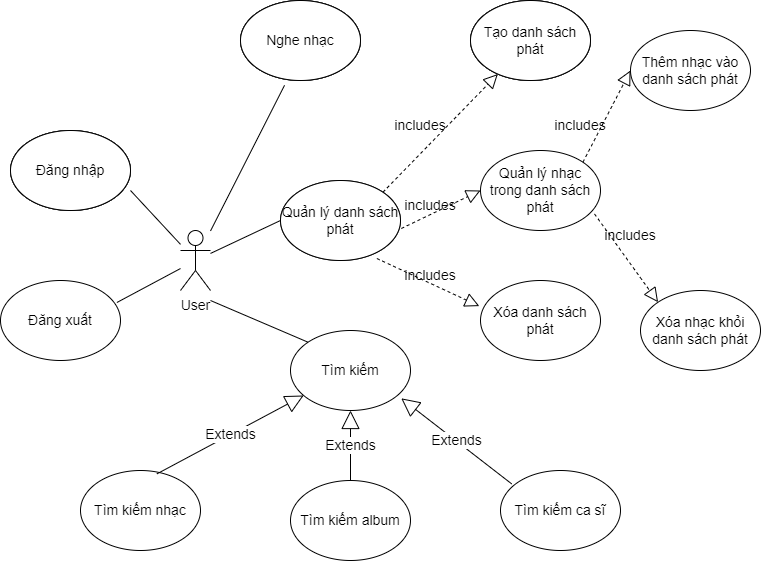 Nghe nhạc
Tạo danh sách
phát
Thêm nhạc vào
danh sách phát
includes
includes
Đăng nhập
Quản lý danh sách
phát
includes
Quản lý nhạc
trong danh sách
phát
includes
User
includes
Đăng xuất
Xóa danh sách
phát
Xóa nhạc khỏi
danh sách phát
Tìm kiếm
Extends
Extends
Extends
Tìm kiếm nhạc
Tìm kiếm album
Tìm kiếm ca sĩ